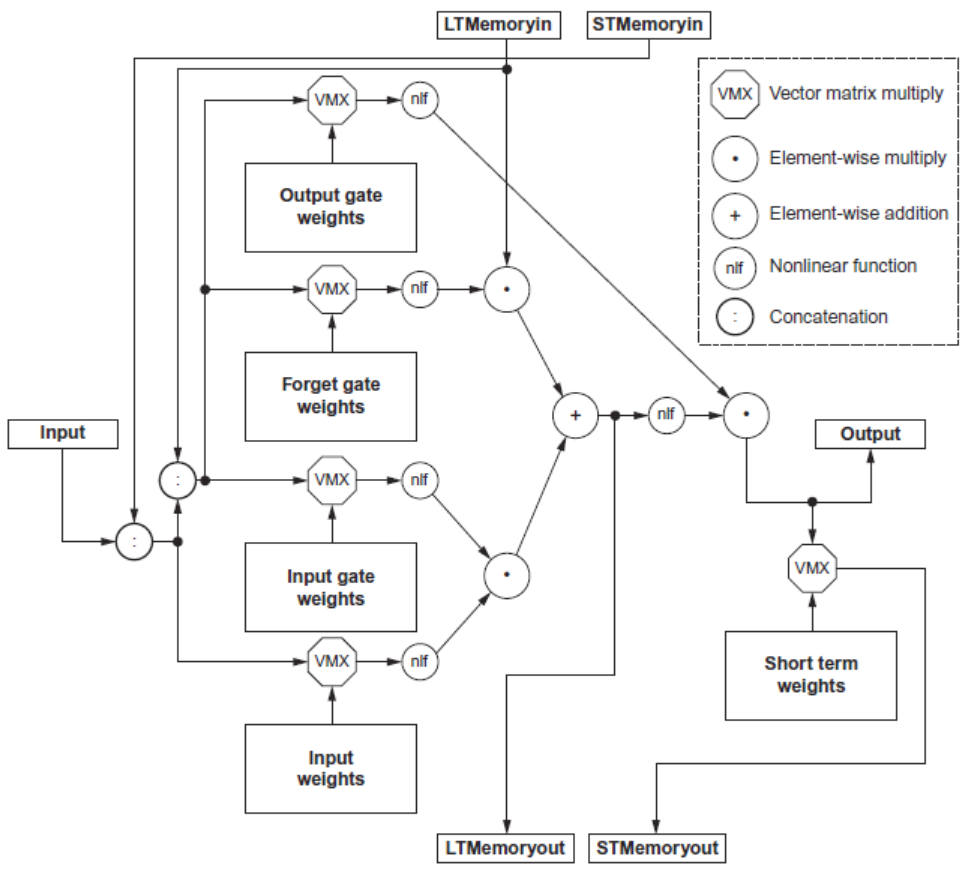 LTMemoryin
STMemoryin
VMX
nlf
Output gate
weights
VMX
nlf
•
Forget gate
weights
+
nlf
•
Input
:
:
VMX
nlf
Input gate
weights
•
VMX
nlf
Input
weights
Output
VMX
Short term
weights
LTMemoryout
STMemoryout
VMX
Vector matrix multiply
•
Element-wise multiply
+
Element-wise addition
nlf
Nonlinear function
:
Concatenation